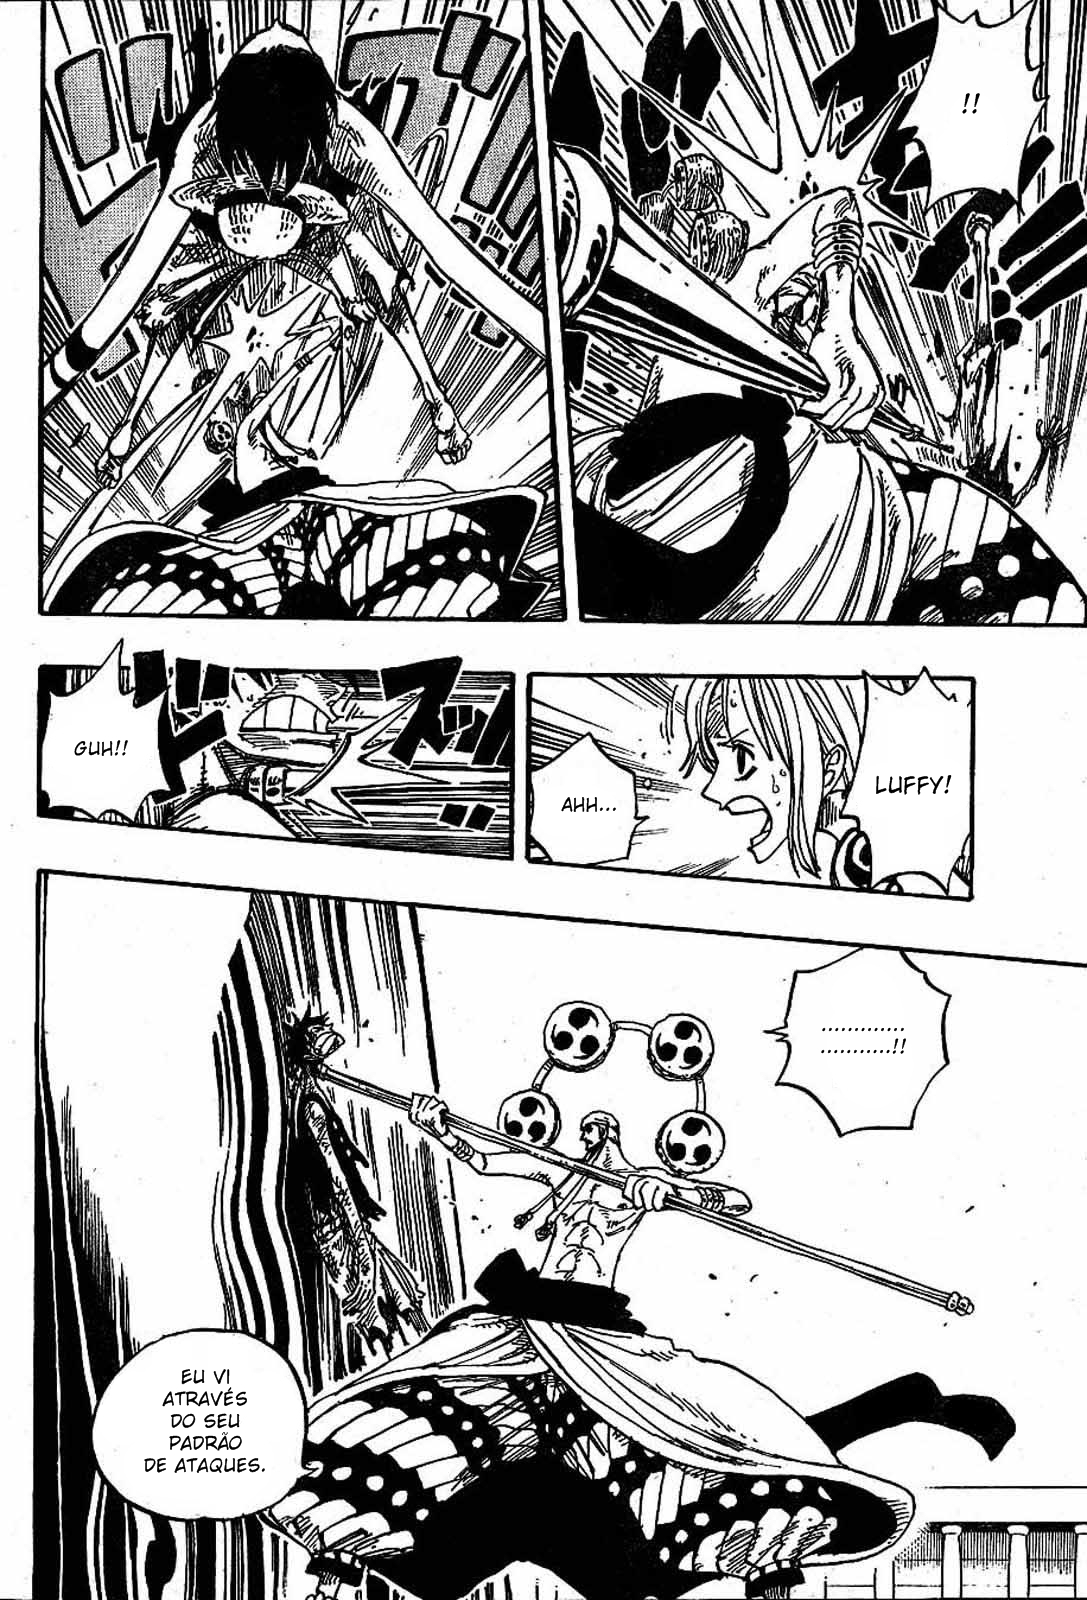 !!
LUFFY!
AHH...
GUH!!
.............
...........!!
EU VI
ATRAVÉS
DO SEU
PADRÃO
DE ATAQUES.